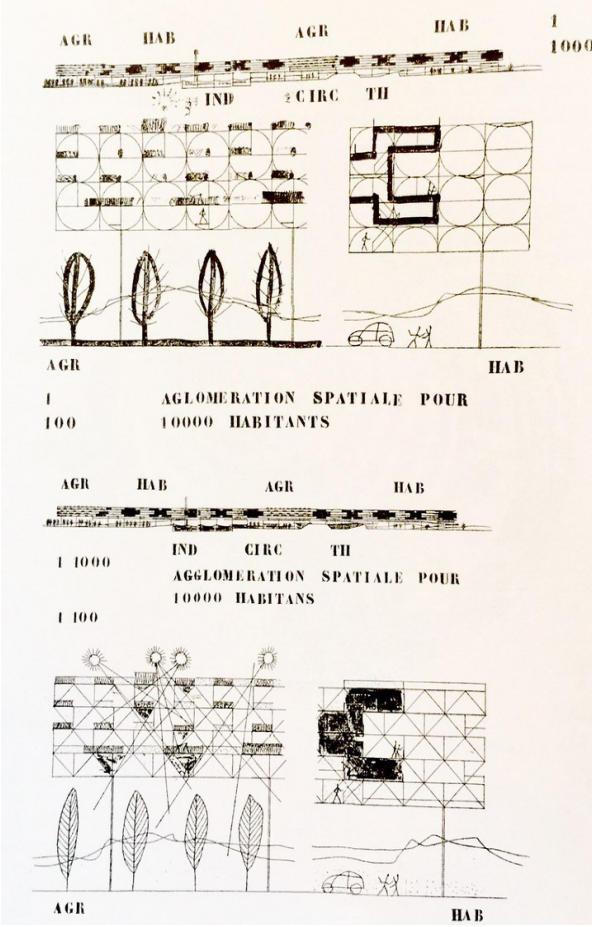 AGR HAB AGR HAB 1
1000
IND CIRC TH
AGR HAB
1 AGLOMERATION SPATIALE POUR
100 10000 HABITANTS
AGR HAB AGR HAB
IND CIRC TH
1 1000
AGGLOMERATION SPATIALE POUR
10000 HABITANS
1 100
AGR HAB